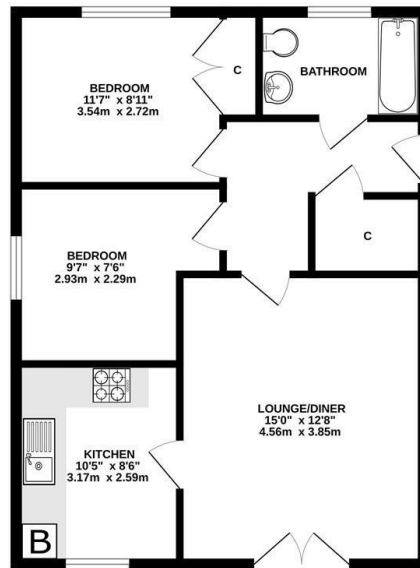 BEDROOM
11'7" x 8'11"
3.54m x 2.72m
C
BATHROOM
BEDROOM
9'7" x 7'6"
2.93m x 2.29m
C
LOUNGE/DINER
15'0" x 12'8"
4.56m x 3.85m
KITCHEN
10'5" x 8'6"
3.17m x 2.59m
B